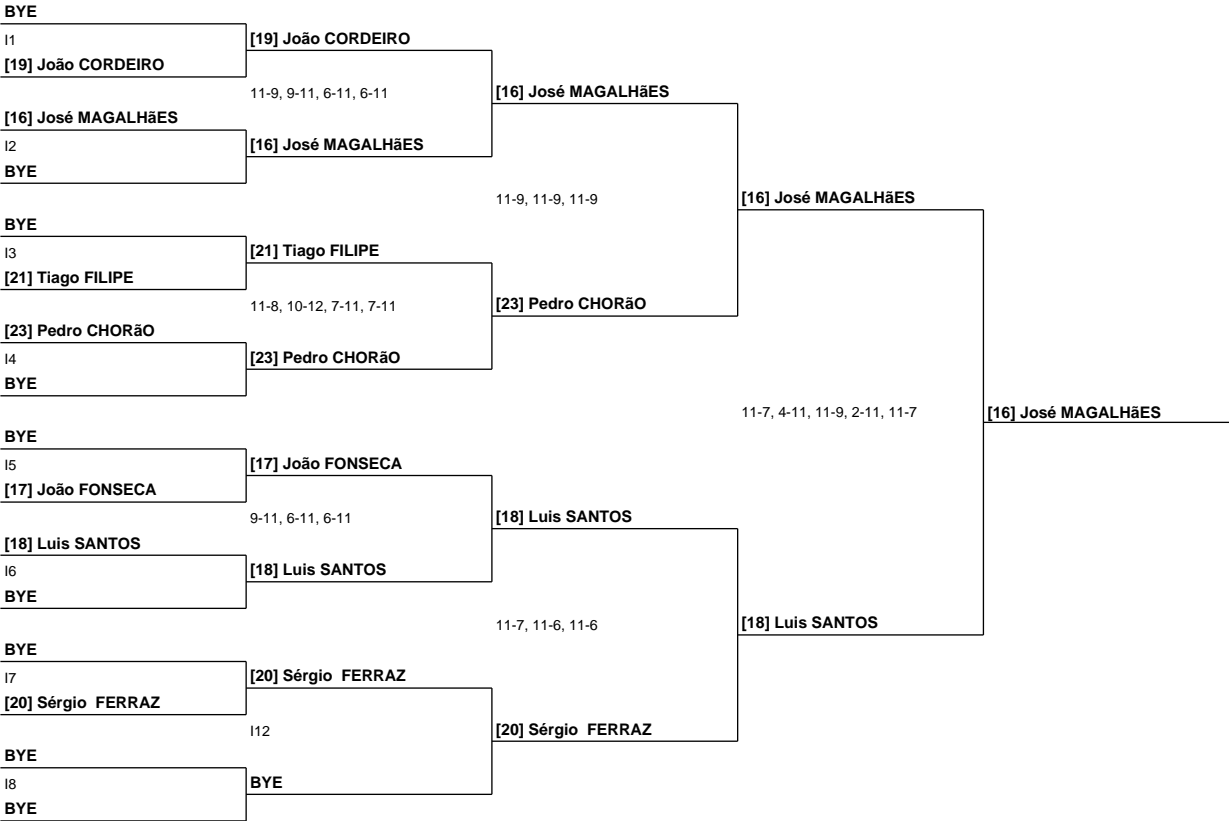 BYE
I1
[19] João CORDEIRO
[19] João CORDEIRO
11-9, 9-11, 6-11, 6-11
[16] José MAGALHãES
[16] José MAGALHãES
I2
[16] José MAGALHãES
BYE
11-9, 11-9, 11-9
[16] José MAGALHãES
BYE
I3
[21] Tiago FILIPE
[21] Tiago FILIPE
11-8, 10-12, 7-11, 7-11
[23] Pedro CHORãO
[23] Pedro CHORãO
I4
[23] Pedro CHORãO
BYE
11-7, 4-11, 11-9, 2-11, 11-7
[16] José MAGALHãES
BYE
I5
[17] João FONSECA
[17] João FONSECA
9-11, 6-11, 6-11
[18] Luis SANTOS
[18] Luis SANTOS
I6
[18] Luis SANTOS
BYE
11-7, 11-6, 11-6
[18] Luis SANTOS
BYE
I7
[20] Sérgio  FERRAZ
[20] Sérgio  FERRAZ
I12
[20] Sérgio  FERRAZ
BYE
I8
BYE
BYE